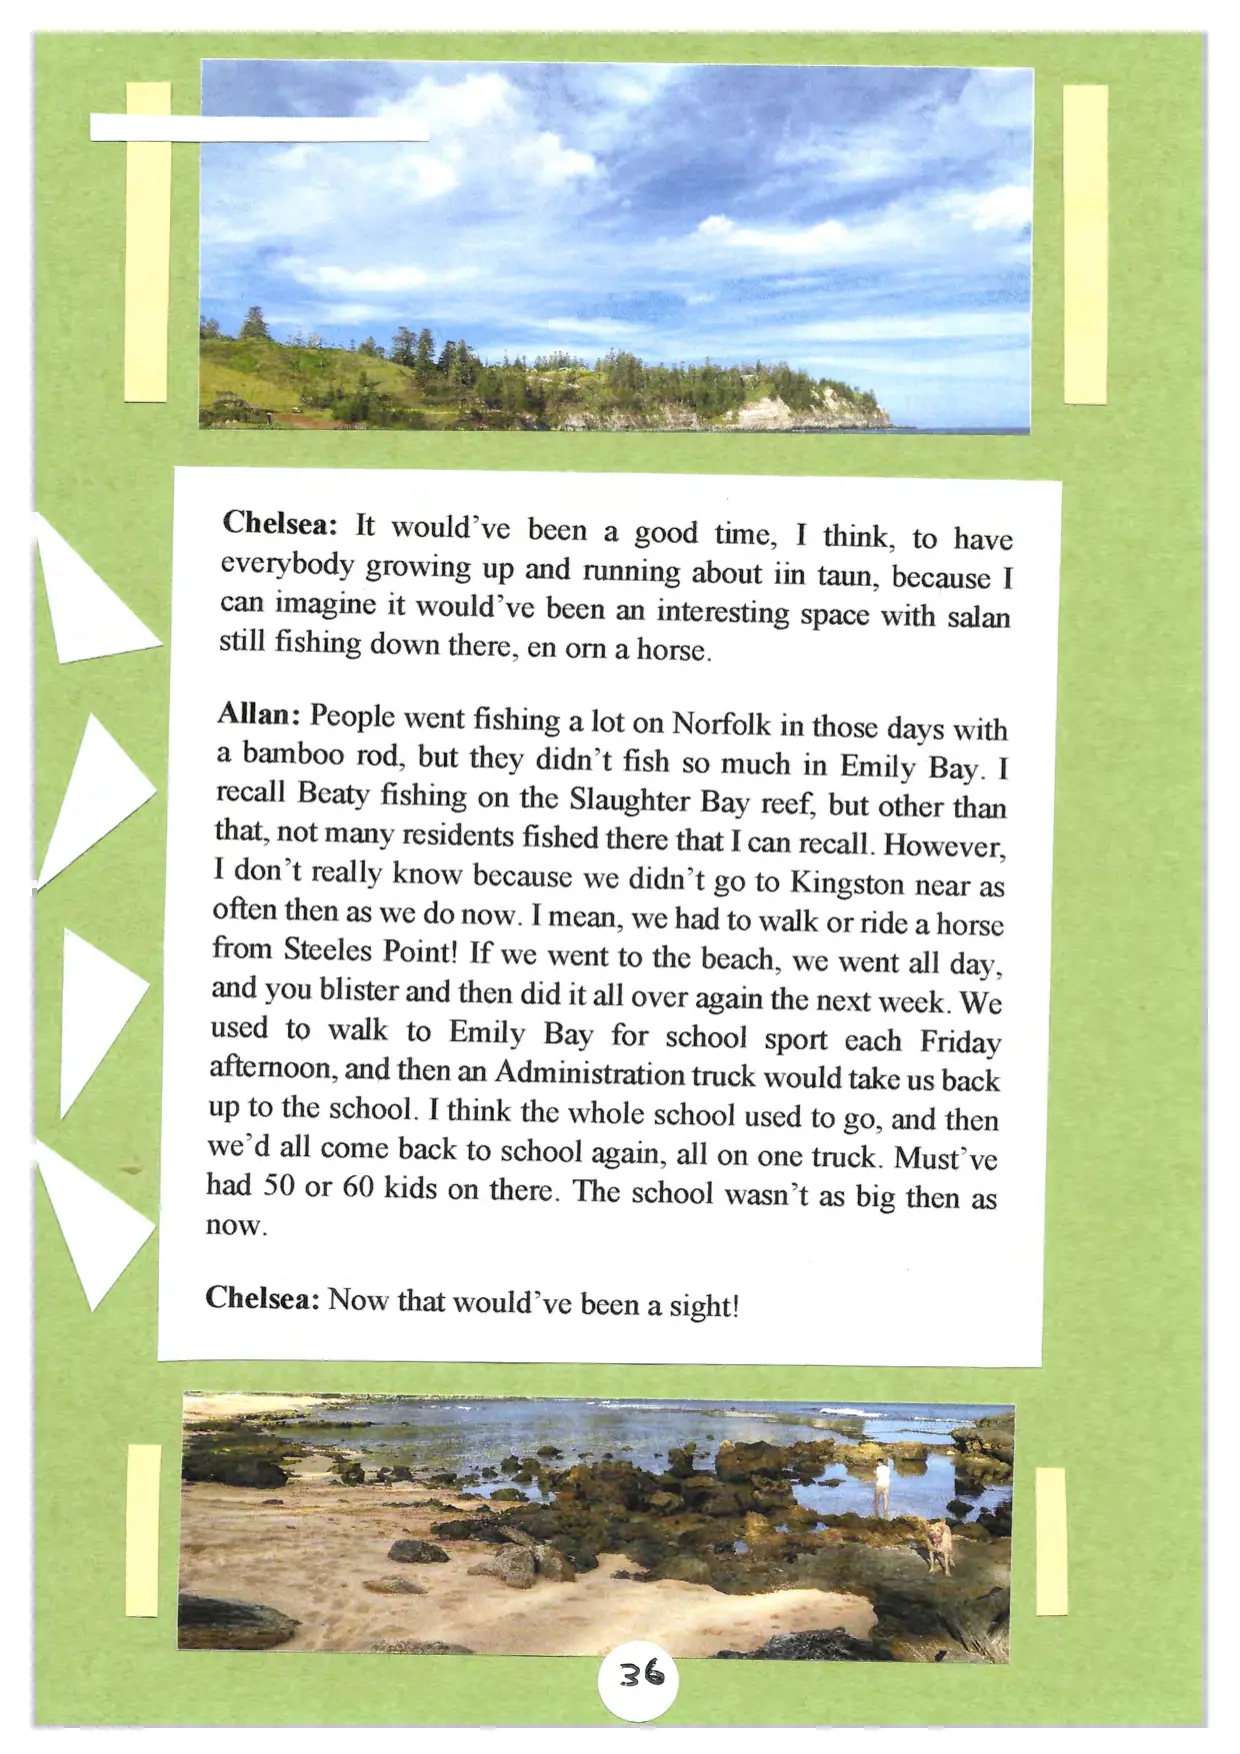 Chelsea: It would've been a good time, I think, to have
everybody growing up and running about iin taun, because I
can imagine it would've been an interesting space with salan
still fishing down there, en orn a horse.
Allan: People went fishing a lot on Norfolk in those days with
a bamboo rod, but they didn't fish so much in Emily Bay. I
recall Beaty fishing on the Slaughter Bay reef, but other than
that, not many residents fished there that I can recall. However,
I don't really know because we didn't go to Kingston near as
often then as we do now. I mean, we had to walk or ride a horse
from Steeles Point! If we went to the beach, we went all day,
and you blister and then did it all over again the next week. We
used to walk to Emily Bay for school sport each Friday
afternoon, and then an Administration truck would take us back
up to the school. I think the whole school used to go, and then
we'd all come back to school again, all on one truck. Must've
had 50 or 60 kids on there. The school wasn't as big then as
now.
Chelsea: Now that would've been a sight!
36